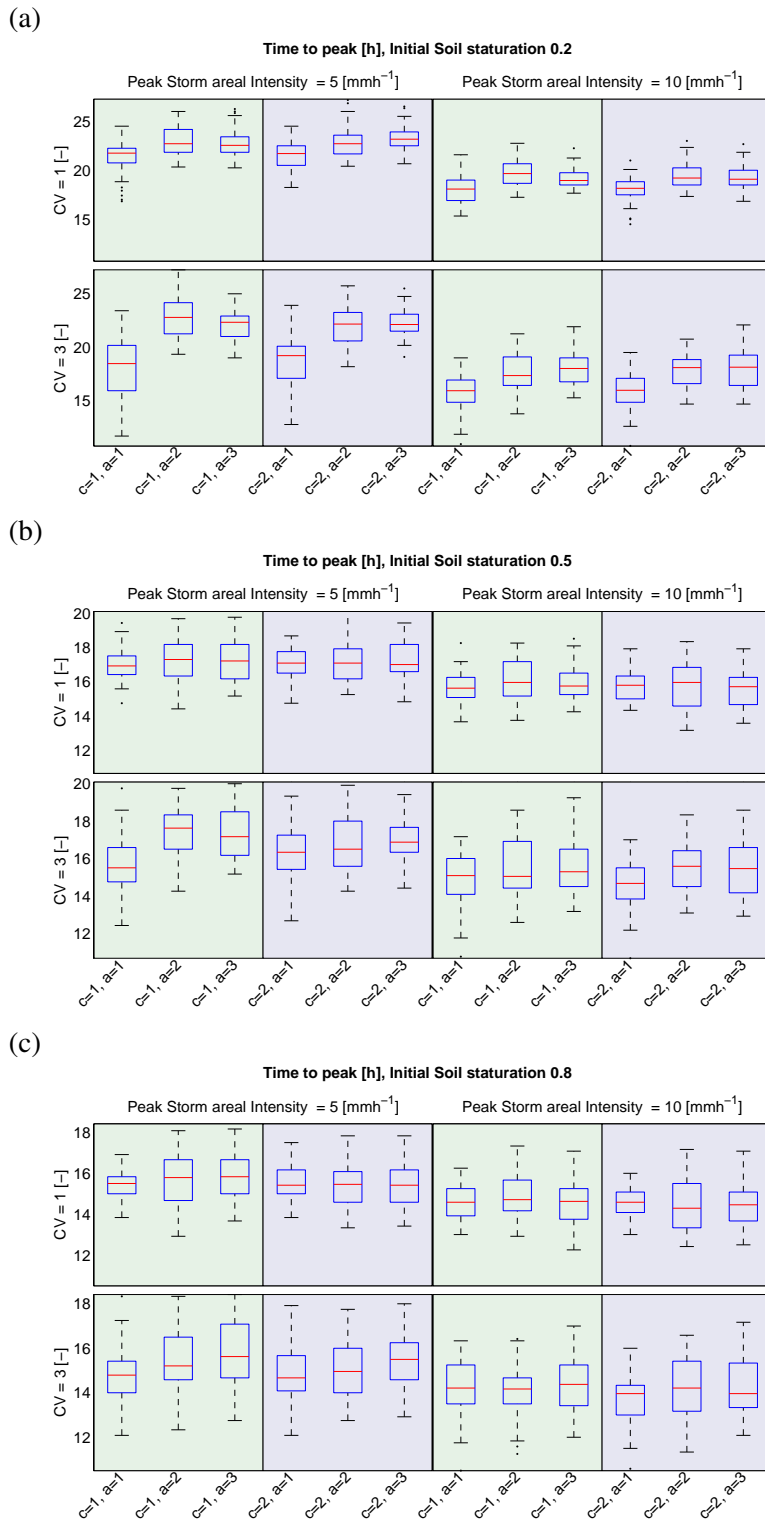 (a)
Time to peak [h], Initial Soil staturation 0.2
Peak Storm areal Intensity = 5 [mmh⁻¹]
Peak Storm areal Intensity = 10 [mmh⁻¹]
CV = 1 [−]
25
20
15
CV = 3 [−]
25
20
15
c=1, a=1
c=1, a=2
c=1, a=3
c=2, a=1
c=2, a=2
c=2, a=3
c=1, a=1
c=1, a=2
c=1, a=3
c=2, a=1
c=2, a=2
c=2, a=3
(b)
Time to peak [h], Initial Soil staturation 0.5
Peak Storm areal Intensity = 5 [mmh⁻¹]
Peak Storm areal Intensity = 10 [mmh⁻¹]
CV = 1 [−]
20
18
16
14
12
CV = 3 [−]
20
18
16
14
12
c=1, a=1
c=1, a=2
c=1, a=3
c=2, a=1
c=2, a=2
c=2, a=3
c=1, a=1
c=1, a=2
c=1, a=3
c=2, a=1
c=2, a=2
c=2, a=3
(c)
Time to peak [h], Initial Soil staturation 0.8
Peak Storm areal Intensity = 5 [mmh⁻¹]
Peak Storm areal Intensity = 10 [mmh⁻¹]
CV = 1 [−]
18
16
14
12
CV = 3 [−]
18
16
14
12
c=1, a=1
c=1, a=2
c=1, a=3
c=2, a=1
c=2, a=2
c=2, a=3
c=1, a=1
c=1, a=2
c=1, a=3
c=2, a=1
c=2, a=2
c=2, a=3